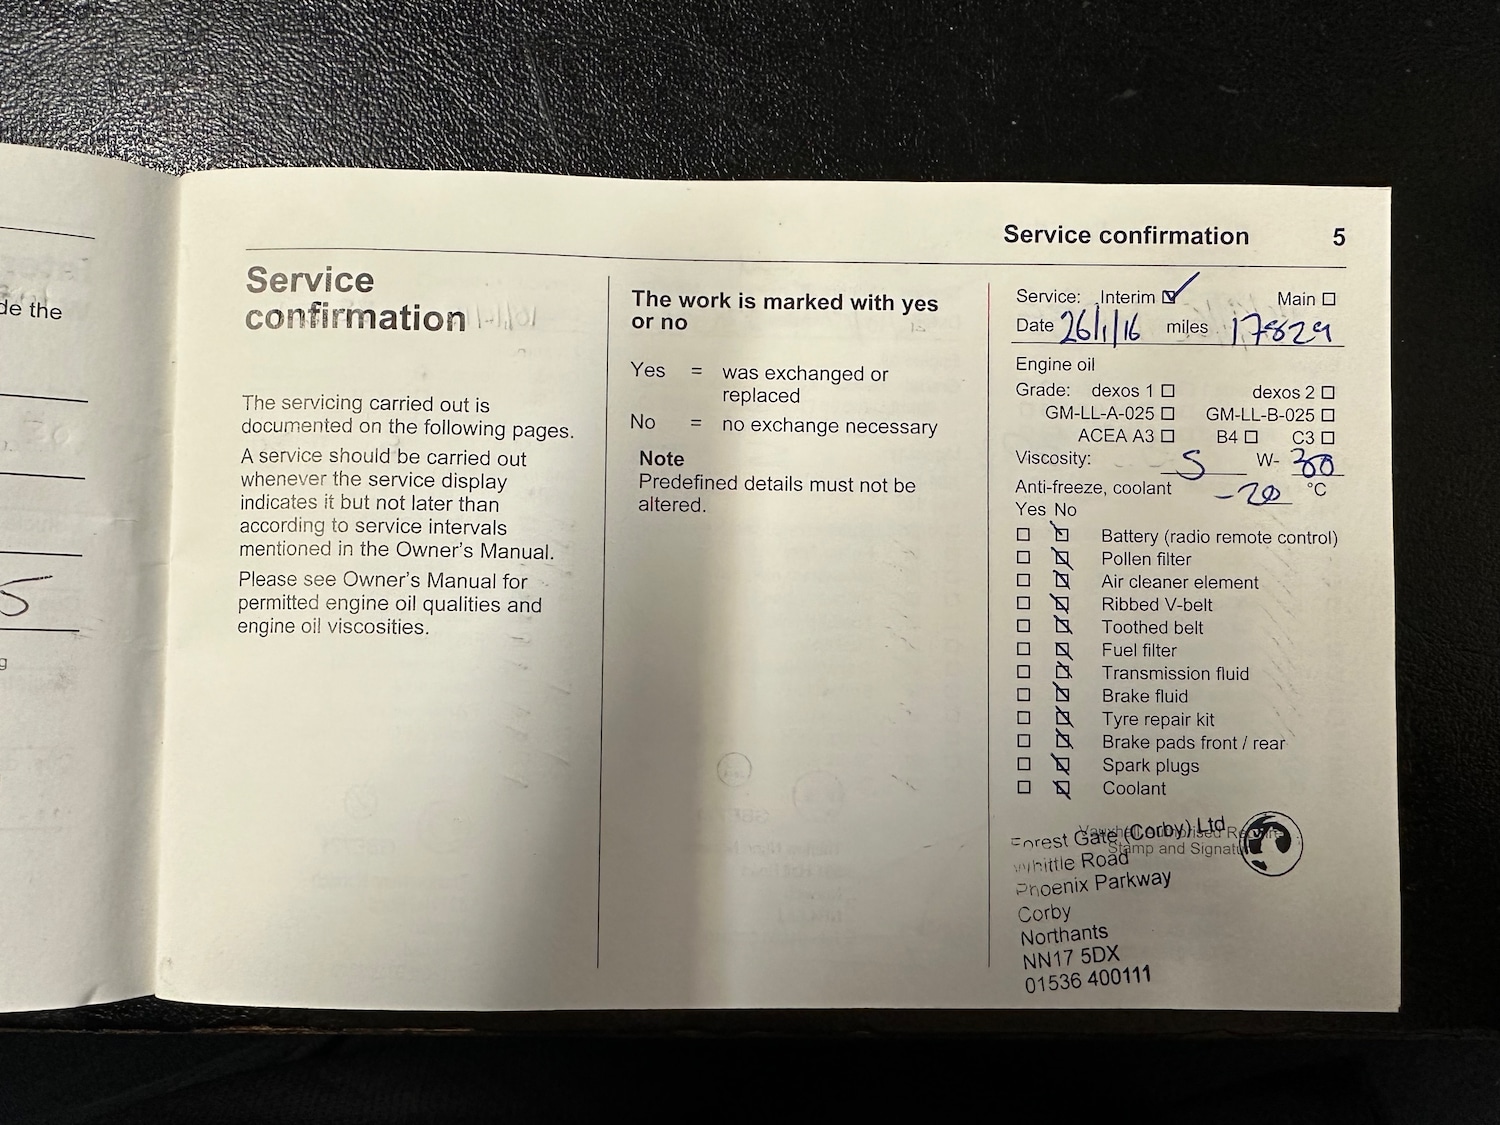 de the
5
g
Service confirmation 5
Service
confirmation
The servicing carried out is
documented on the following pages.
A service should be carried out
whenever the service display
indicates it but not later than
according to service intervals
mentioned in the Owner's Manual.
Please see Owner's Manual for
permitted engine oil qualities and
engine oil viscosities.
The work is marked with yes
or no
Yes = was exchanged or
replaced
No = no exchange necessary
Note
Predefined details must not be
altered.
Service: Interim ☑ Main ☐
Date 26/1/16 miles 17829
Engine oil
Grade: dexos 1 ☐ dexos 2 ☐
GM-LL-A-025 ☐ GM-LL-B-025 ☐
ACEA A3 ☐ B4 ☐ C3 ☐
Viscosity: 5 W- 30
Anti-freeze, coolant -20 °C
Yes No
☐ ☒ Battery (radio remote control)
☐ ☒ Pollen filter
☐ ☒ Air cleaner element
☐ ☒ Ribbed V-belt
☐ ☒ Toothed belt
☐ ☒ Fuel filter
☐ ☒ Transmission fluid
☐ ☒ Brake fluid
☐ ☒ Tyre repair kit
☐ ☒ Brake pads front / rear
☐ ☒ Spark plugs
☐ ☒ Coolant
Vauxhall Authorised Repairer
Stamp and Signature
Forest Gate (Corby) Ltd
Whittle Road
Phoenix Parkway
Corby
Northants
NN17 5DX
01536 400111